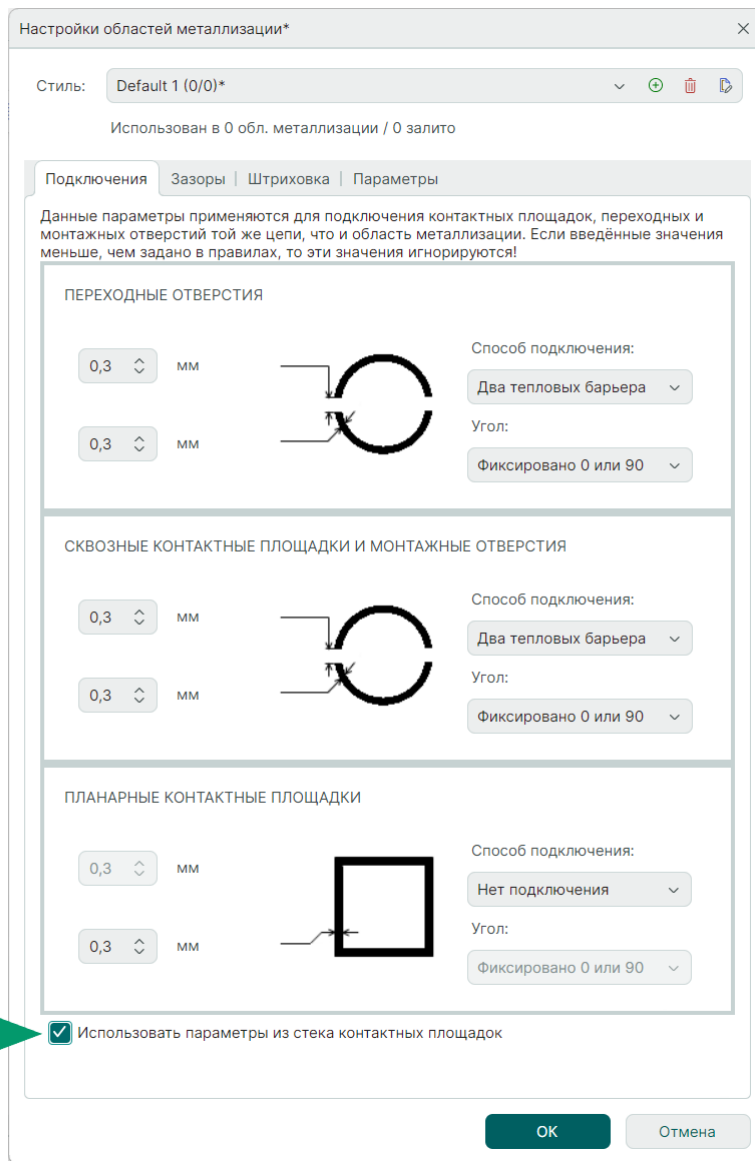 Настройки областей металлизации*
Стиль: Default 1 (0/0)*
Использован в 0 обл. металлизации / 0 залито
Подключения Зазоры | Штриховка | Параметры
Данные параметры применяются для подключения контактных площадок, переходных и
монтажных отверстий той же цепи, что и область металлизации. Если введённые значения
меньше, чем задано в правилах, то эти значения игнорируются!
ПЕРЕХОДНЫЕ ОТВЕРСТИЯ
Способ подключения:
0,3 мм
Два тепловых барьера
Угол:
0,3 мм
Фиксировано 0 или 90
СКВОЗНЫЕ КОНТАКТНЫЕ ПЛОЩАДКИ И МОНТАЖНЫЕ ОТВЕРСТИЯ
Способ подключения:
0,3 мм
Два тепловых барьера
Угол:
0,3 мм
Фиксировано 0 или 90
ПЛАНАРНЫЕ КОНТАКТНЫЕ ПЛОЩАДКИ
Способ подключения:
0,3 мм
Нет подключения
Угол:
0,3 мм
Фиксировано 0 или 90
Использовать параметры из стека контактных площадок
ОК Отмена